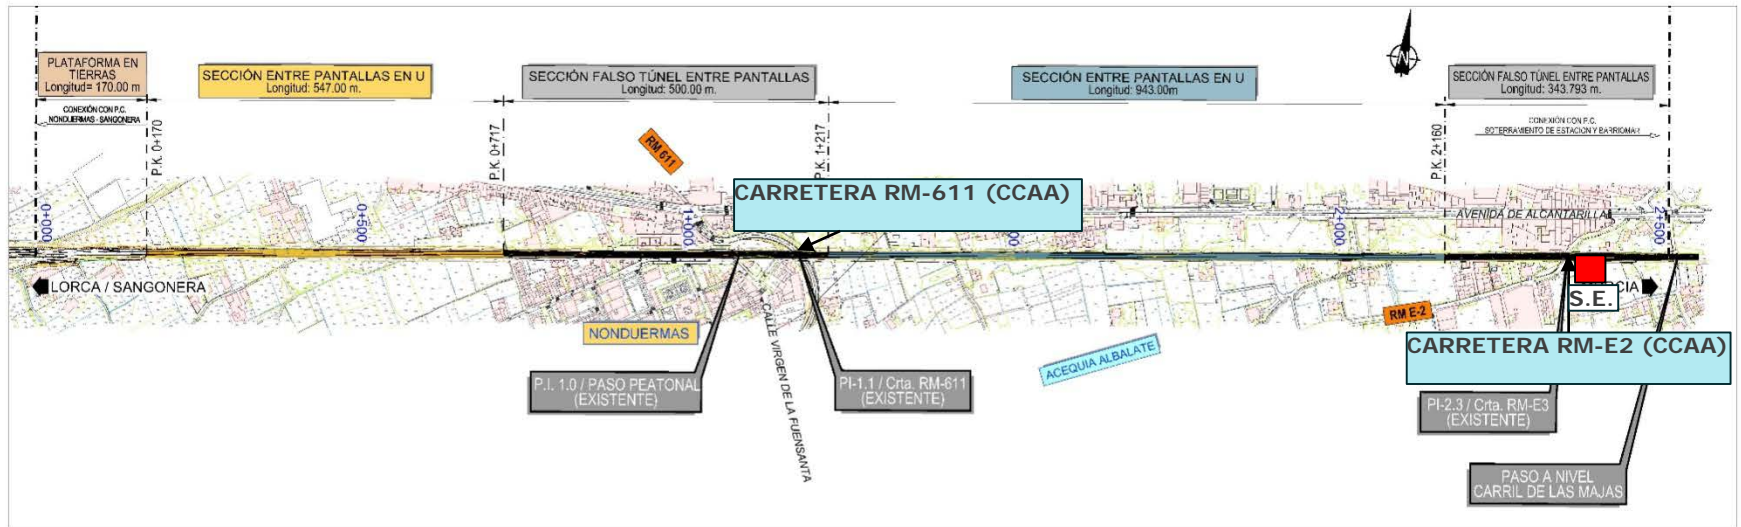 PLATAFORMA EN
TIERRAS
Longitud= 170.00 m
SECCIÓN ENTRE PANTALLAS EN U
Longitud: 547.00 m.
SECCIÓN FALSO TÚNEL ENTRE PANTALLAS
Longitud: 500.00 m.
SECCIÓN ENTRE PANTALLAS EN U
Longitud: 943.00m
SECCIÓN FALSO TÚNEL ENTRE PANTALLAS
Longitud: 343.793 m.
CONEXIÓN CON P.C.
NONDUERMAS - SANGONERA
CONEXIÓN CON P.C.
SOTERRAMIENTO DE ESTACION Y BARRIOMAR
P.K. 0+170
P.K. 0+717
P.K. 1+217
P.K. 2+160
RM 611
CARRETERA RM-611 (CCAA)
0+000
0+500
1+000
2+000
2+500
AVENIDA DE ALCANTARILLA
LORCA / SANGONERA
S.E.
RCIA
NONDUERMAS
CALLE VIRGEN DE LA FUENSANTA
ACEQUIA ALBALATE
RM E-2
CARRETERA RM-E2 (CCAA)
P.I. 1.0 / PASO PEATONAL
(EXISTENTE)
PI-1.1 / Crta. RM-611
(EXISTENTE)
PI-2.3 / Crta. RM-E3
(EXISTENTE)
PASO A NIVEL
CARRIL DE LAS MAJAS